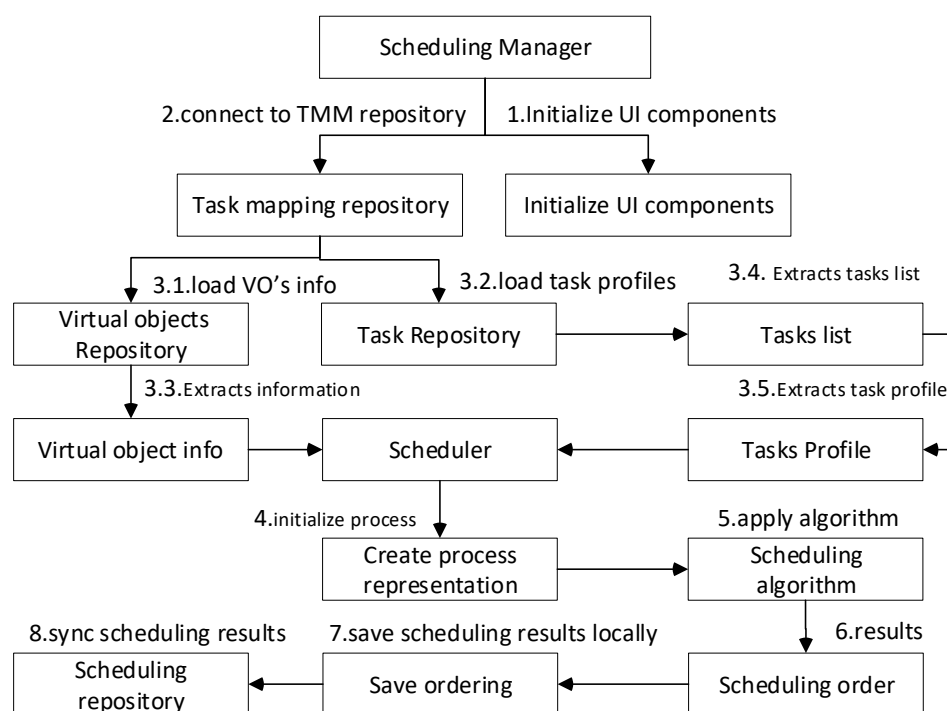 Scheduling Manager
2.connect to TMM repository
1.Initialize UI components
Task mapping repository
Initialize UI components
3.1.load VO’s info
3.2.load task profiles
3.4. Extracts tasks list
Virtual objects
Repository
Task Repository
Tasks list
3.3.Extracts information
3.5.Extracts task profile
Virtual object info
Scheduler
Tasks Profile
4.initialize process
5.apply algorithm
Create process
representation
Scheduling
algorithm
8.sync scheduling results
7.save scheduling results locally
6.results
Scheduling
repository
Save ordering
Scheduling order